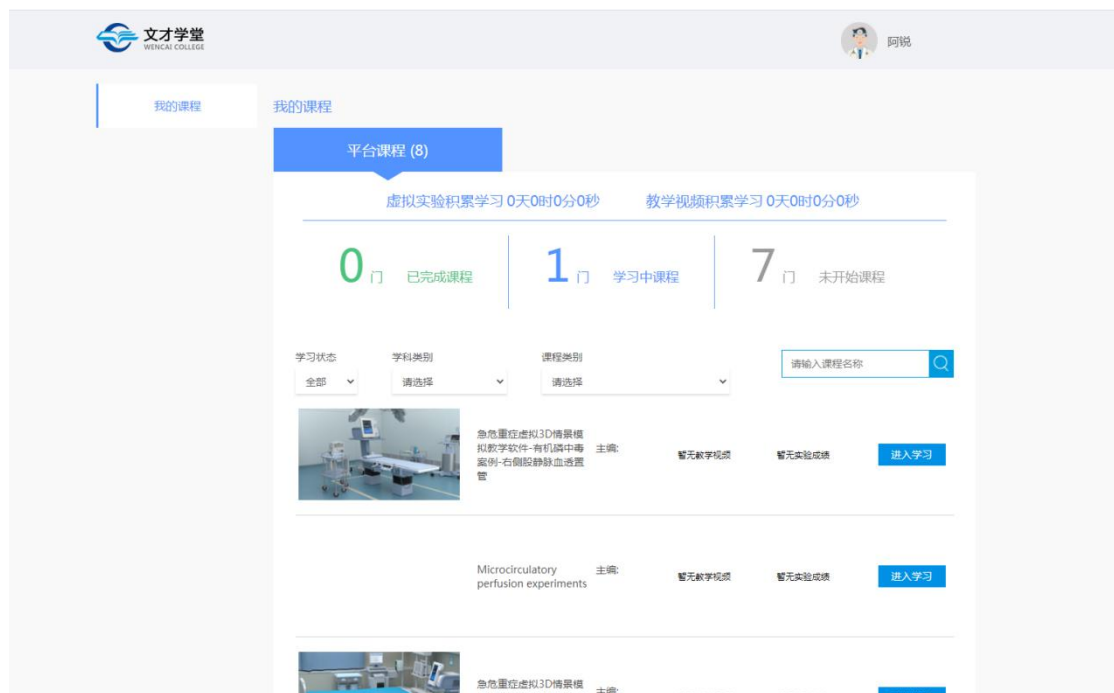 文才学堂
WENCAI COLLEGE
阿锐
我的课程
我的课程
平台课程 (8)
虚拟实验积累学习 0天0时0分0秒 教学视频积累学习 0天0时0分0秒
0 门 已完成课程 1 门 学习中课程 7 门 未开始课程
学习状态 学科类别 课程类别
请输入课程名称
全部 请选择 请选择
急危重症虚拟3D情景模
拟教学软件-有机磷中毒
案例-右侧股静脉血透置
管
主编: 暂无教学视频 暂无实验成绩 进入学习
Microcirculatory
perfusion experiments
主编: 暂无教学视频 暂无实验成绩 进入学习
急危重症虚拟3D情景模
主编: